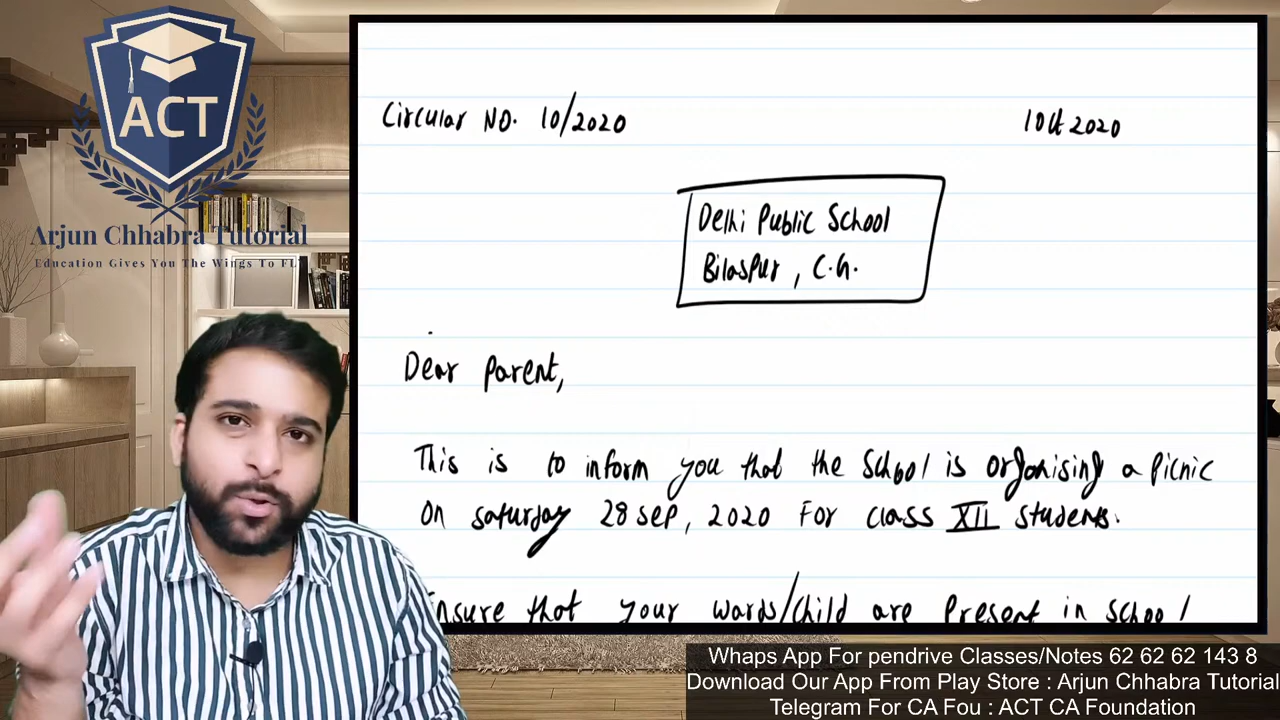 ACT
Arjun Chhabra Tutorial
Education Gives You The Wings To FL
Circular NO. 10/2020
1 Oct 2020
Delhi Public School
Bilaspur, C.G.
Dear Parent,
This is to inform you that the School is organising a Picnic
on saturday 28 Sep, 2020 For class XII students.
nsure that your wards/child are Present in school
Whaps App For pendrive Classes/Notes 62 62 62 143 8
Download Our App From Play Store : Arjun Chhabra Tutorial
Telegram For CA Fou : ACT CA Foundation